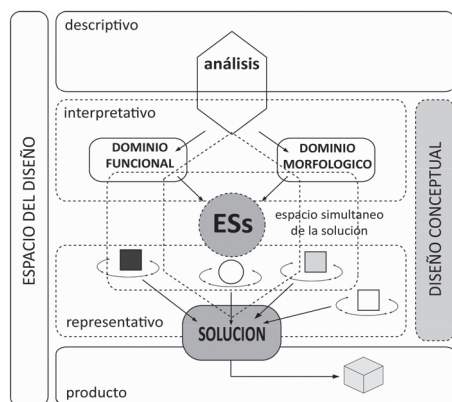 descriptivo
análisis
ESPACIO DEL DISEÑO
interpretativo
DOMINIO
FUNCIONAL
DOMINIO
MORFOLOGICO
DISEÑO CONCEPTUAL
ESs
espacio simultaneo
de la solución
representativo
SOLUCION
producto